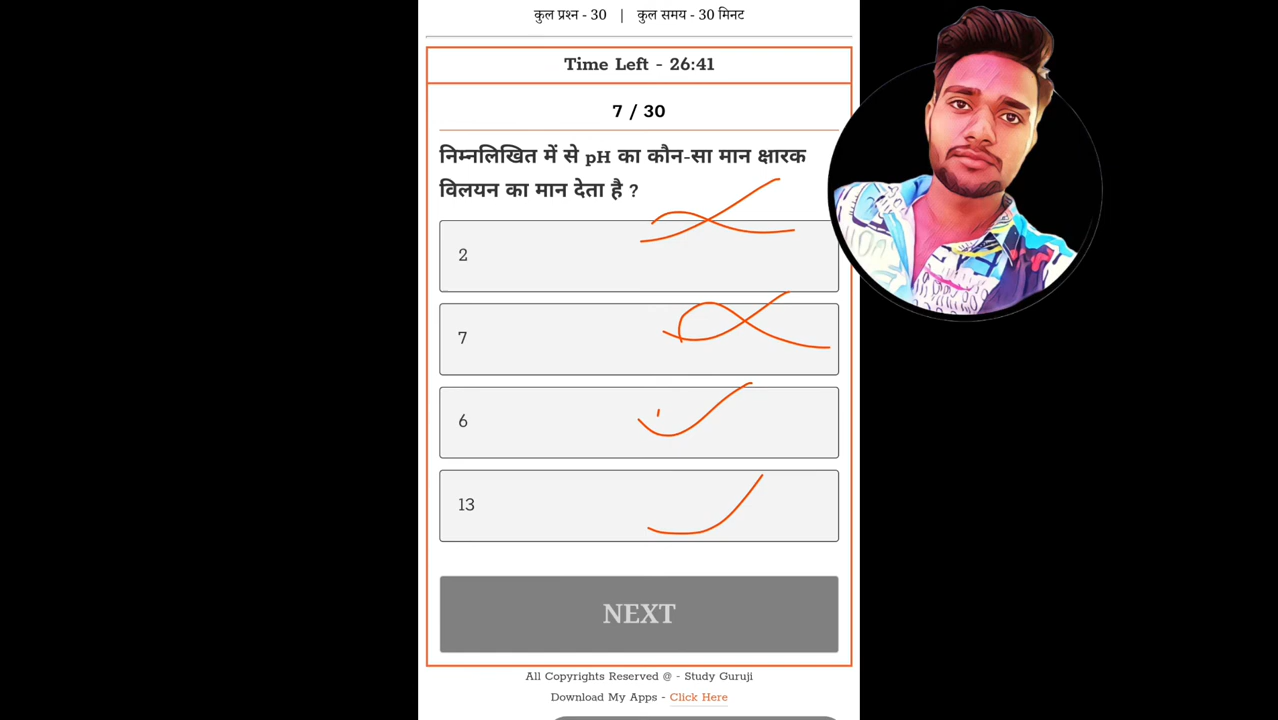 कुल प्रश्न - 30 | कुल समय - 30 मिनट
Time Left - 26:41
7 / 30
निम्नलिखित में से pH का कौन-सा मान क्षारक
विलयन का मान देता है ?
2
7
6
13
NEXT
All Copyrights Reserved @ - Study Guruji
Download My Apps - Click Here